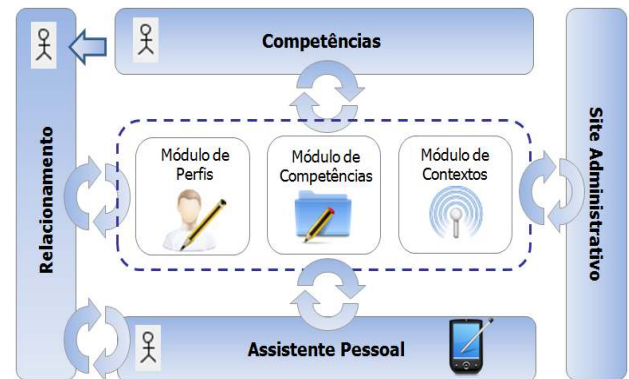 Competências
Relacionamento
Módulo de
Perfis
Módulo de
Competências
Módulo de
Contextos
Site Administrativo
Assistente Pessoal